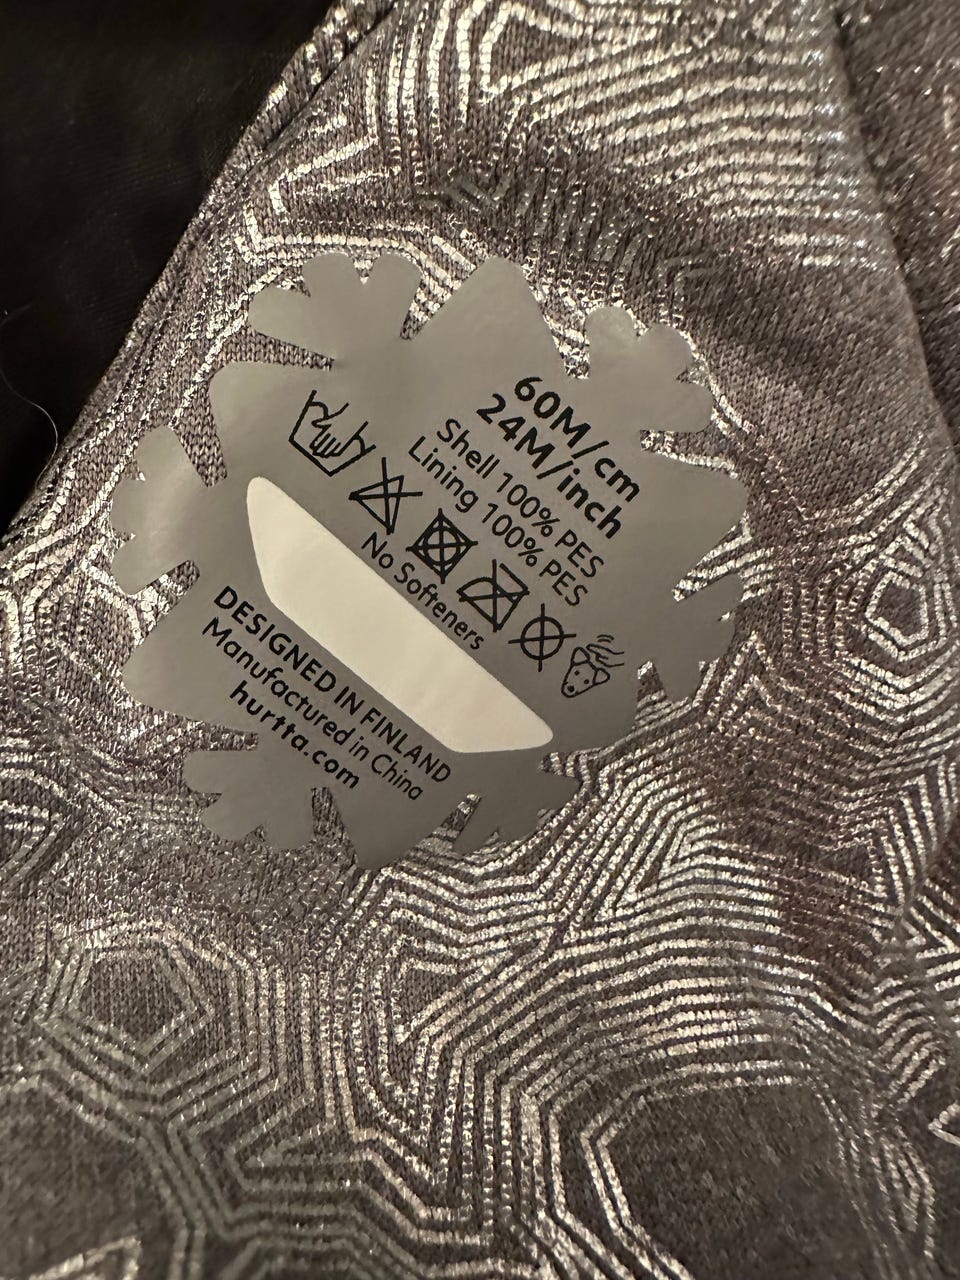 60M/cm
24M/inch
Shell 100% PES
Lining 100% PES
No Softeners
DESIGNED IN FINLAND
Manufactured in China
hurtta.com